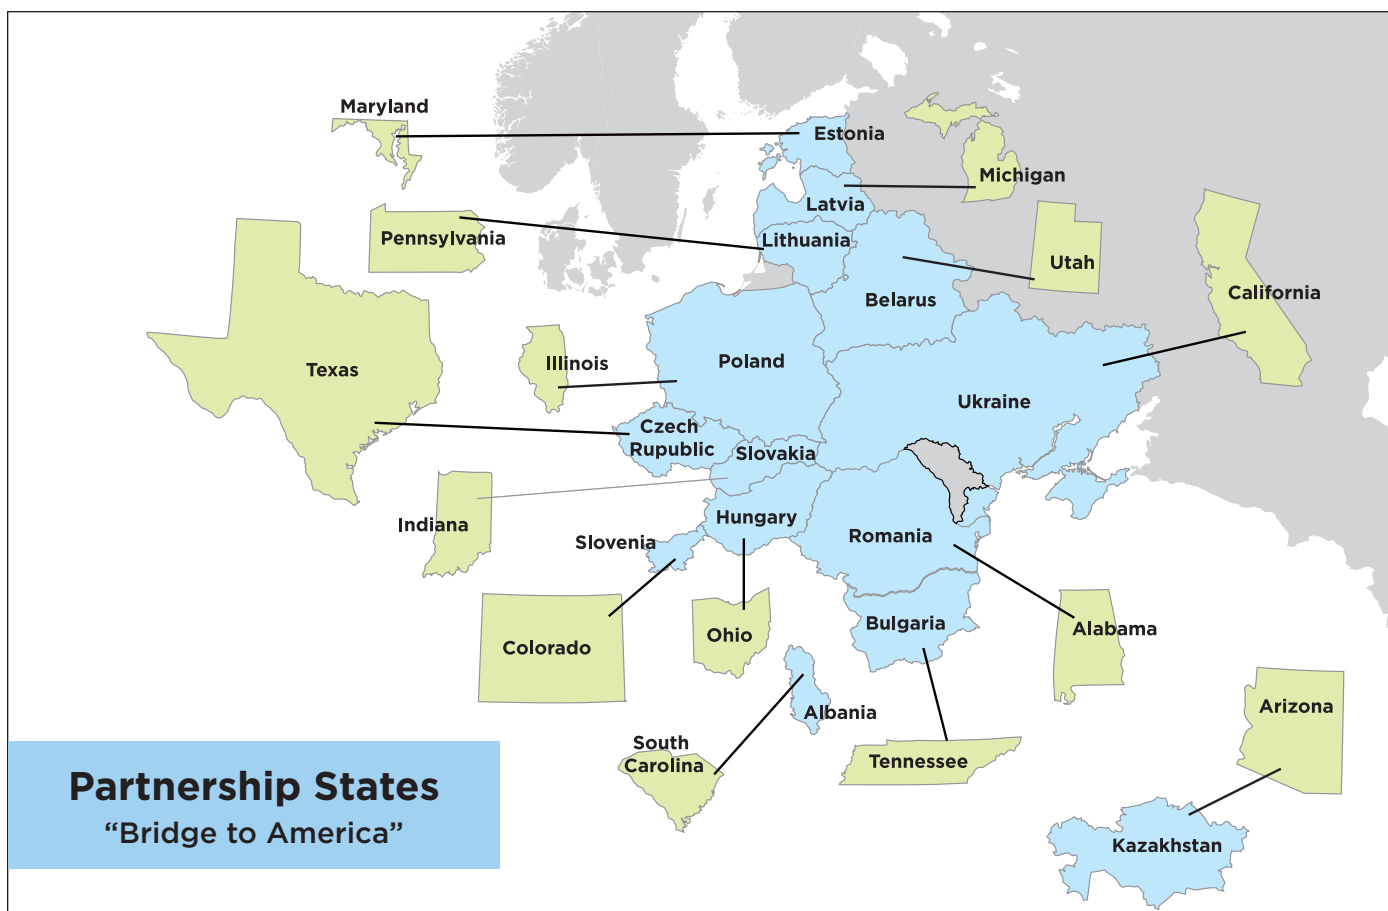 Maryland
Estonia
Michigan
Latvia
Pennsylvania
Lithuania
Utah
California
Belarus
Texas
Illinois
Poland
Ukraine
Czech
Rupublic
Slovakia
Indiana
Hungary
Slovenia
Romania
Colorado
Ohio
Bulgaria
Alabama
Albania
Arizona
South
Carolina
Tennessee
Kazakhstan
Partnership States
“Bridge to America”